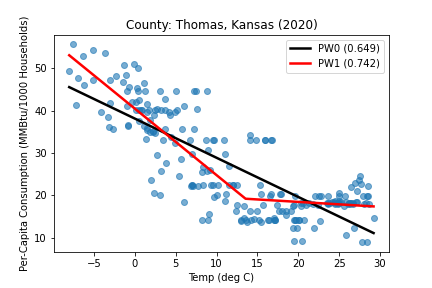 County: Thomas, Kansas (2020)
PW0 (0.649)
PW1 (0.742)
Per-Capita Consumption (MMBtu/1000 Households)
50
40
30
20
10
−5 0 5 10 15 20 25 30
Temp (deg C)